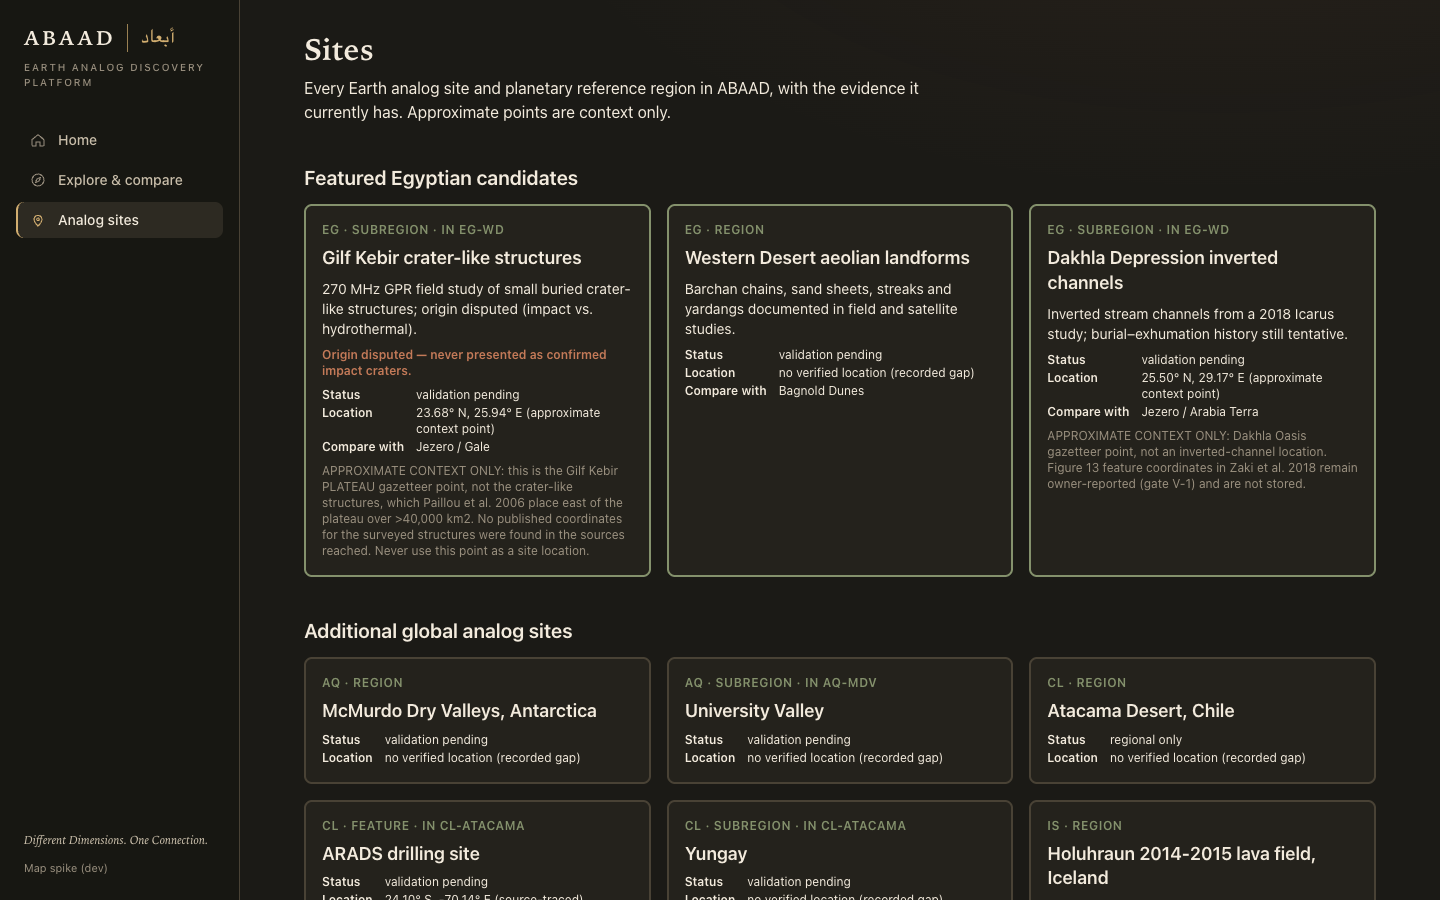 ABAAD
أبعاد
EARTH ANALOG DISCOVERY
PLATFORM
Home
Explore & compare
Analog sites
Different Dimensions. One Connection.
Map spike (dev)
Sites
Every Earth analog site and planetary reference region in ABAAD, with the evidence it
currently has. Approximate points are context only.
Featured Egyptian candidates
EG · SUBREGION · IN EG-WD
Gilf Kebir crater-like structures
270 MHz GPR field study of small buried crater-
like structures; origin disputed (impact vs.
hydrothermal).
Origin disputed — never presented as confirmed
impact craters.
Status validation pending
Location 23.68° N, 25.94° E (approximate
context point)
Compare with Jezero / Gale
APPROXIMATE CONTEXT ONLY: this is the Gilf Kebir
PLATEAU gazetteer point, not the crater-like
structures, which Paillou et al. 2006 place east of the
plateau over >40,000 km2. No published coordinates
for the surveyed structures were found in the sources
reached. Never use this point as a site location.
EG · REGION
Western Desert aeolian landforms
Barchan chains, sand sheets, streaks and
yardangs documented in field and satellite
studies.
Status validation pending
Location no verified location (recorded gap)
Compare with Bagnold Dunes
EG · SUBREGION · IN EG-WD
Dakhla Depression inverted
channels
Inverted stream channels from a 2018 Icarus
study; burial–exhumation history still tentative.
Status validation pending
Location 25.50° N, 29.17° E (approximate
context point)
Compare with Jezero / Arabia Terra
APPROXIMATE CONTEXT ONLY: Dakhla Oasis
gazetteer point, not an inverted-channel location.
Figure 13 feature coordinates in Zaki et al. 2018 remain
owner-reported (gate V-1) and are not stored.
Additional global analog sites
AQ · REGION
McMurdo Dry Valleys, Antarctica
Status validation pending
Location no verified location (recorded gap)
AQ · SUBREGION · IN AQ-MDV
University Valley
Status validation pending
Location no verified location (recorded gap)
CL · REGION
Atacama Desert, Chile
Status regional only
Location no verified location (recorded gap)
CL · FEATURE · IN CL-ATACAMA
ARADS drilling site
Status validation pending
Location 24.10° S, -70.14° E (source-traced)
CL · SUBREGION · IN CL-ATACAMA
Yungay
Status validation pending
Location no verified location (recorded gap)
IS · REGION
Holuhraun 2014-2015 lava field,
Iceland